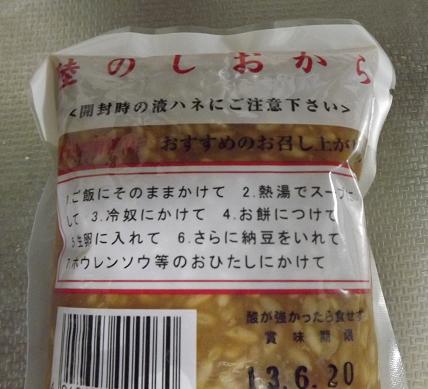 陸のしおから
<開封時の液ハネにご注意下さい>
おすすめのお召し上がり
1.ご飯にそのままかけて 2.熱湯でスープに
して 3.冷奴にかけて 4.お餅につけて
5.生卵に入れて 6.さらに納豆をいれて
7.ホウレンソウ等のおひたしにかけて
酸が強かったら食せず
賞味期限
13.6.20